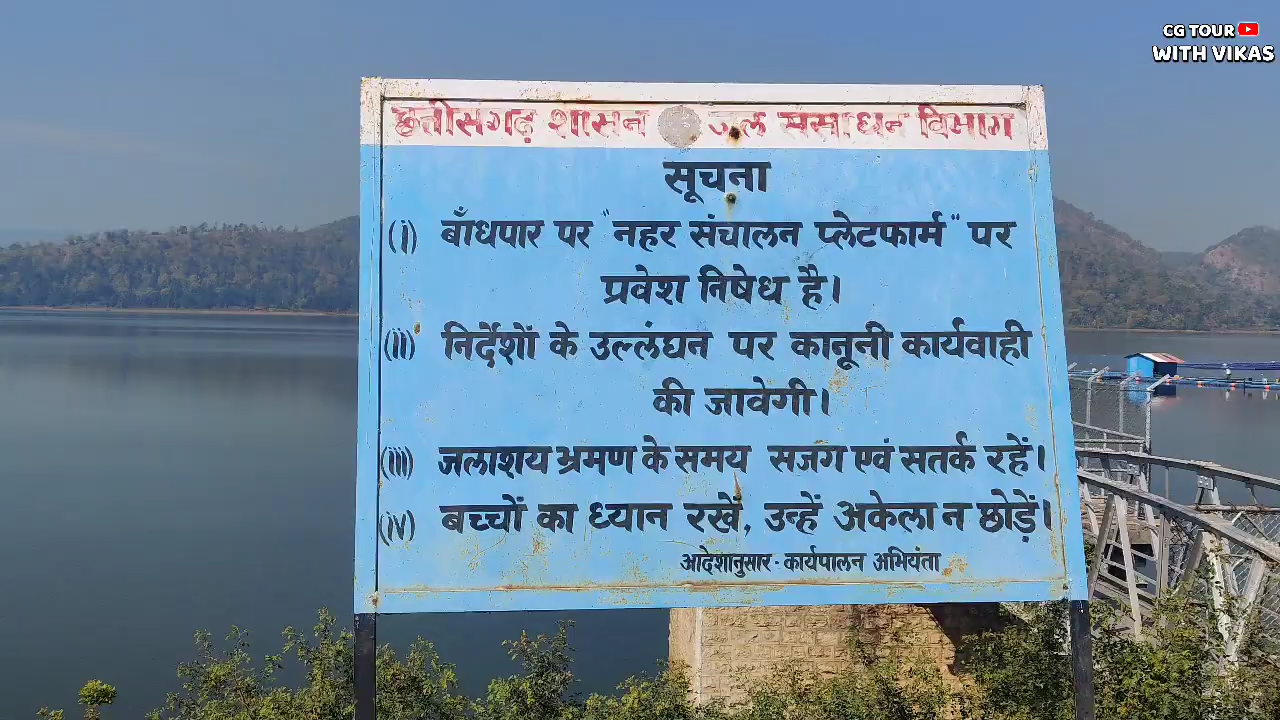 CG TOUR
WITH VIKAS
छत्तीसगढ़ शासन जल संसाधन विभाग
सूचना
(i) बाँधपार पर "नहर संचालन प्लेटफार्म" पर
प्रवेश निषेध है।
(ii) निर्देशों के उल्लंघन पर कानूनी कार्यवाही
की जावेगी।
(iii) जलाशय भ्रमण के समय सजग एवं सतर्क रहें।
(iv) बच्चों का ध्यान रखें, उन्हें अकेला न छोड़ें।
आदेशानुसार - कार्यपालन अभियंता